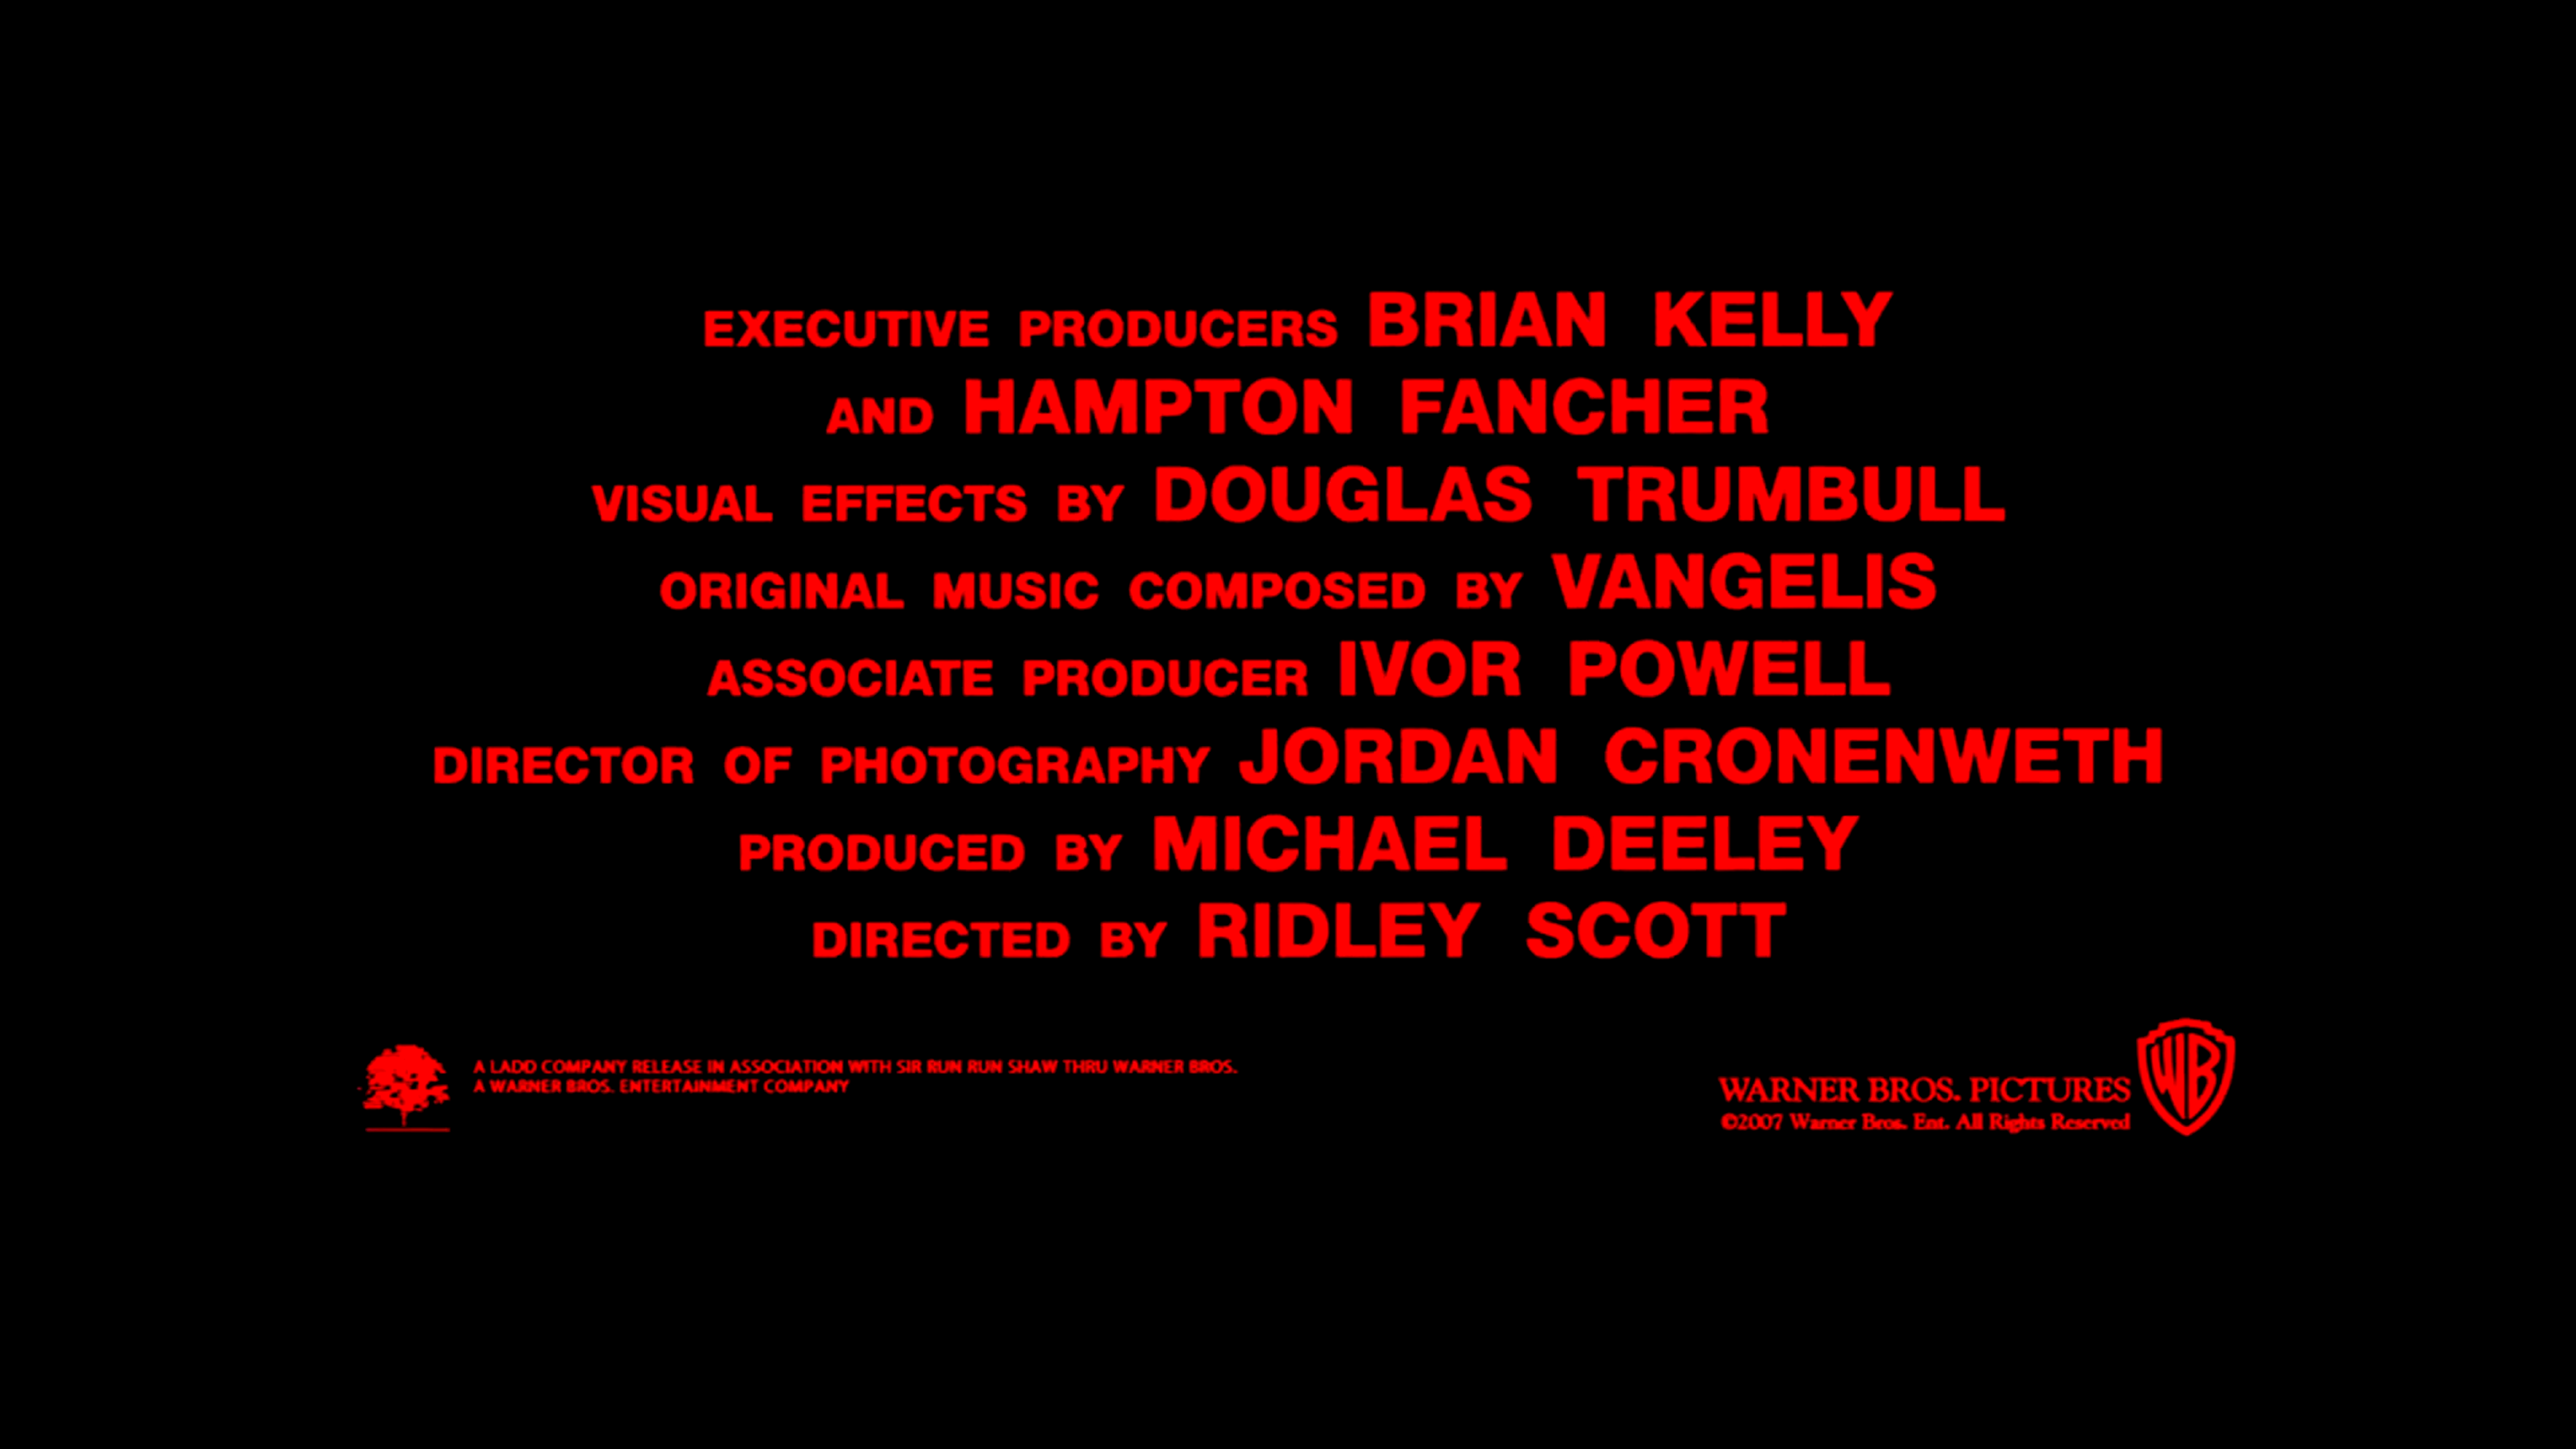 EXECUTIVE PRODUCERS BRIAN KELLY
AND HAMPTON FANCHER
VISUAL EFFECTS BY DOUGLAS TRUMBULL
ORIGINAL MUSIC COMPOSED BY VANGELIS
ASSOCIATE PRODUCER IVOR POWELL
DIRECTOR OF PHOTOGRAPHY JORDAN CRONENWETH
PRODUCED BY MICHAEL DEELEY
DIRECTED BY RIDLEY SCOTT
A LADD COMPANY RELEASE IN ASSOCIATION WITH SIR RUN RUN SHAW THRU WARNER BROS.
A WARNER BROS. ENTERTAINMENT COMPANY
WARNER BROS. PICTURES
©2007 Warner Bros. Ent. All Rights Reserved
WB